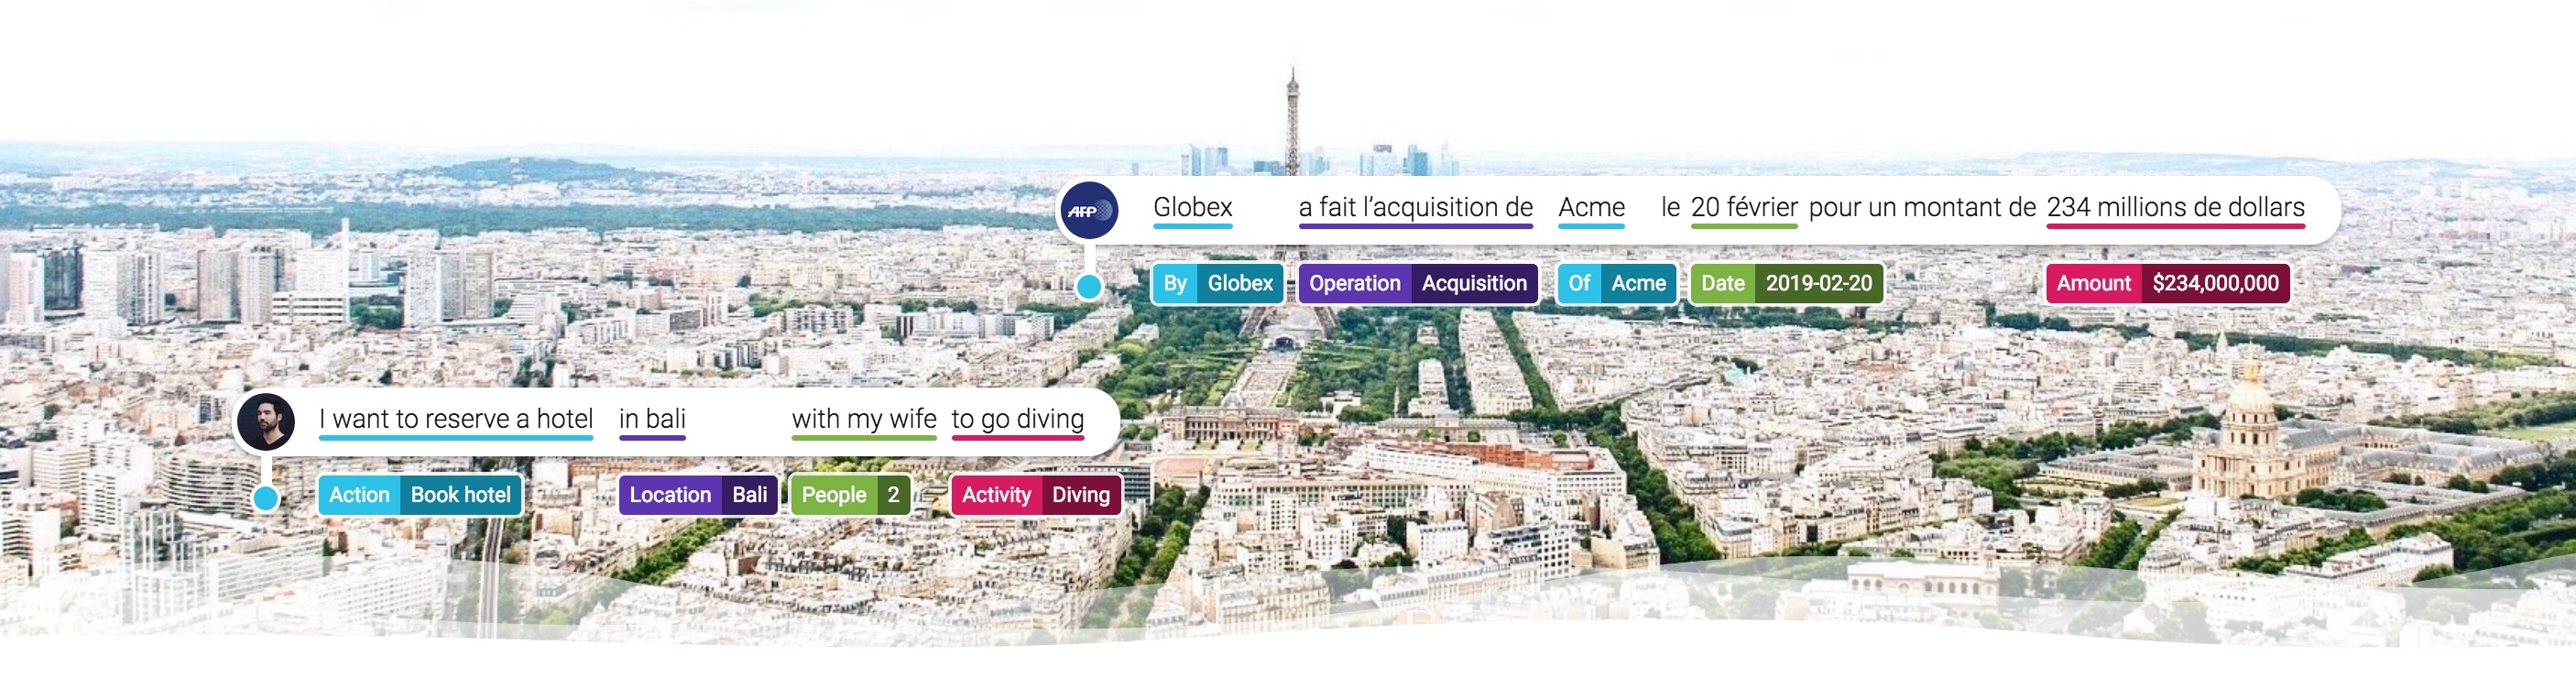 AFP Globex a fait l’acquisition de Acme le 20 février pour un montant de 234 millions de dollars
By Globex Operation Acquisition Of Acme Date 2019-02-20 Amount $234,000,000
I want to reserve a hotel in bali with my wife to go diving
Action Book hotel Location Bali People 2 Activity Diving